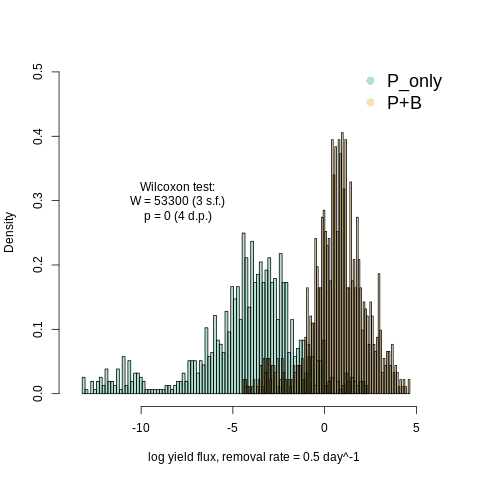 P_only
P+B
Wilcoxon test:
W = 53300 (3 s.f.)
p = 0 (4 d.p.)
Density
0.5
0.4
0.3
0.2
0.1
0.0
-10
-5
0
5
log yield flux, removal rate = 0.5 day^-1